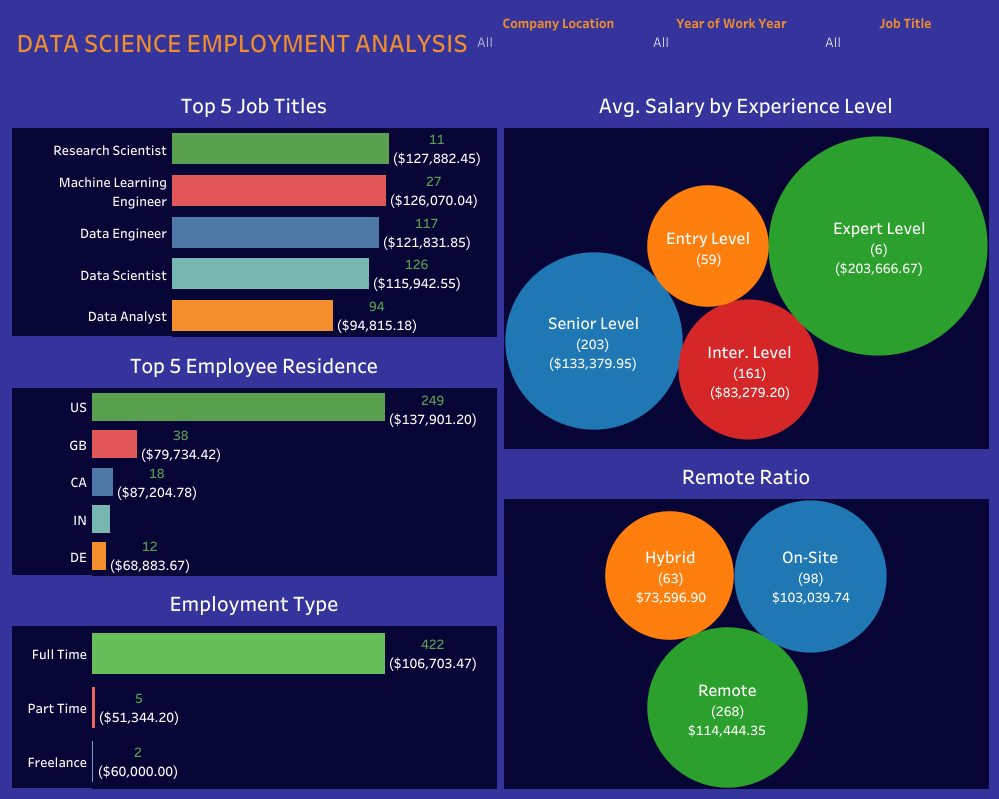 DATA SCIENCE EMPLOYMENT ANALYSIS
Company Location
All
Year of Work Year
All
Job Title
All
Top 5 Job Titles
Research Scientist
11
($127,882.45)
Machine Learning
Engineer
27
($126,070.04)
Data Engineer
117
($121,831.85)
Data Scientist
126
($115,942.55)
Data Analyst
94
($94,815.18)
Top 5 Employee Residence
US
249
($137,901.20)
GB
38
($79,734.42)
CA
18
($87,204.78)
IN
DE
12
($68,883.67)
Employment Type
Full Time
422
($106,703.47)
Part Time
5
($51,344.20)
Freelance
2
($60,000.00)
Avg. Salary by Experience Level
Entry Level
(59)
Expert Level
(6)
($203,666.67)
Senior Level
(203)
($133,379.95)
Inter. Level
(161)
($83,279.20)
Remote Ratio
Hybrid
(63)
$73,596.90
On-Site
(98)
$103,039.74
Remote
(268)
$114,444.35